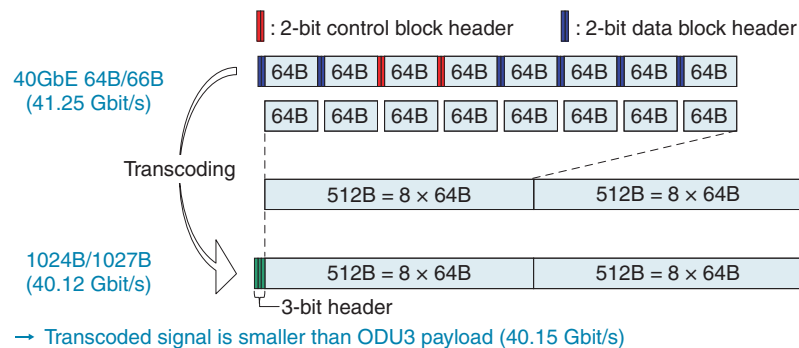 : 2-bit control block header : 2-bit data block header
40GbE 64B/66B
(41.25 Gbit/s)
64B 64B 64B 64B 64B 64B 64B 64B
64B 64B 64B 64B 64B 64B 64B 64B
Transcoding
512B = 8 × 64B 512B = 8 × 64B
1024B/1027B
(40.12 Gbit/s)
512B = 8 × 64B 512B = 8 × 64B
3-bit header
→ Transcoded signal is smaller than ODU3 payload (40.15 Gbit/s)